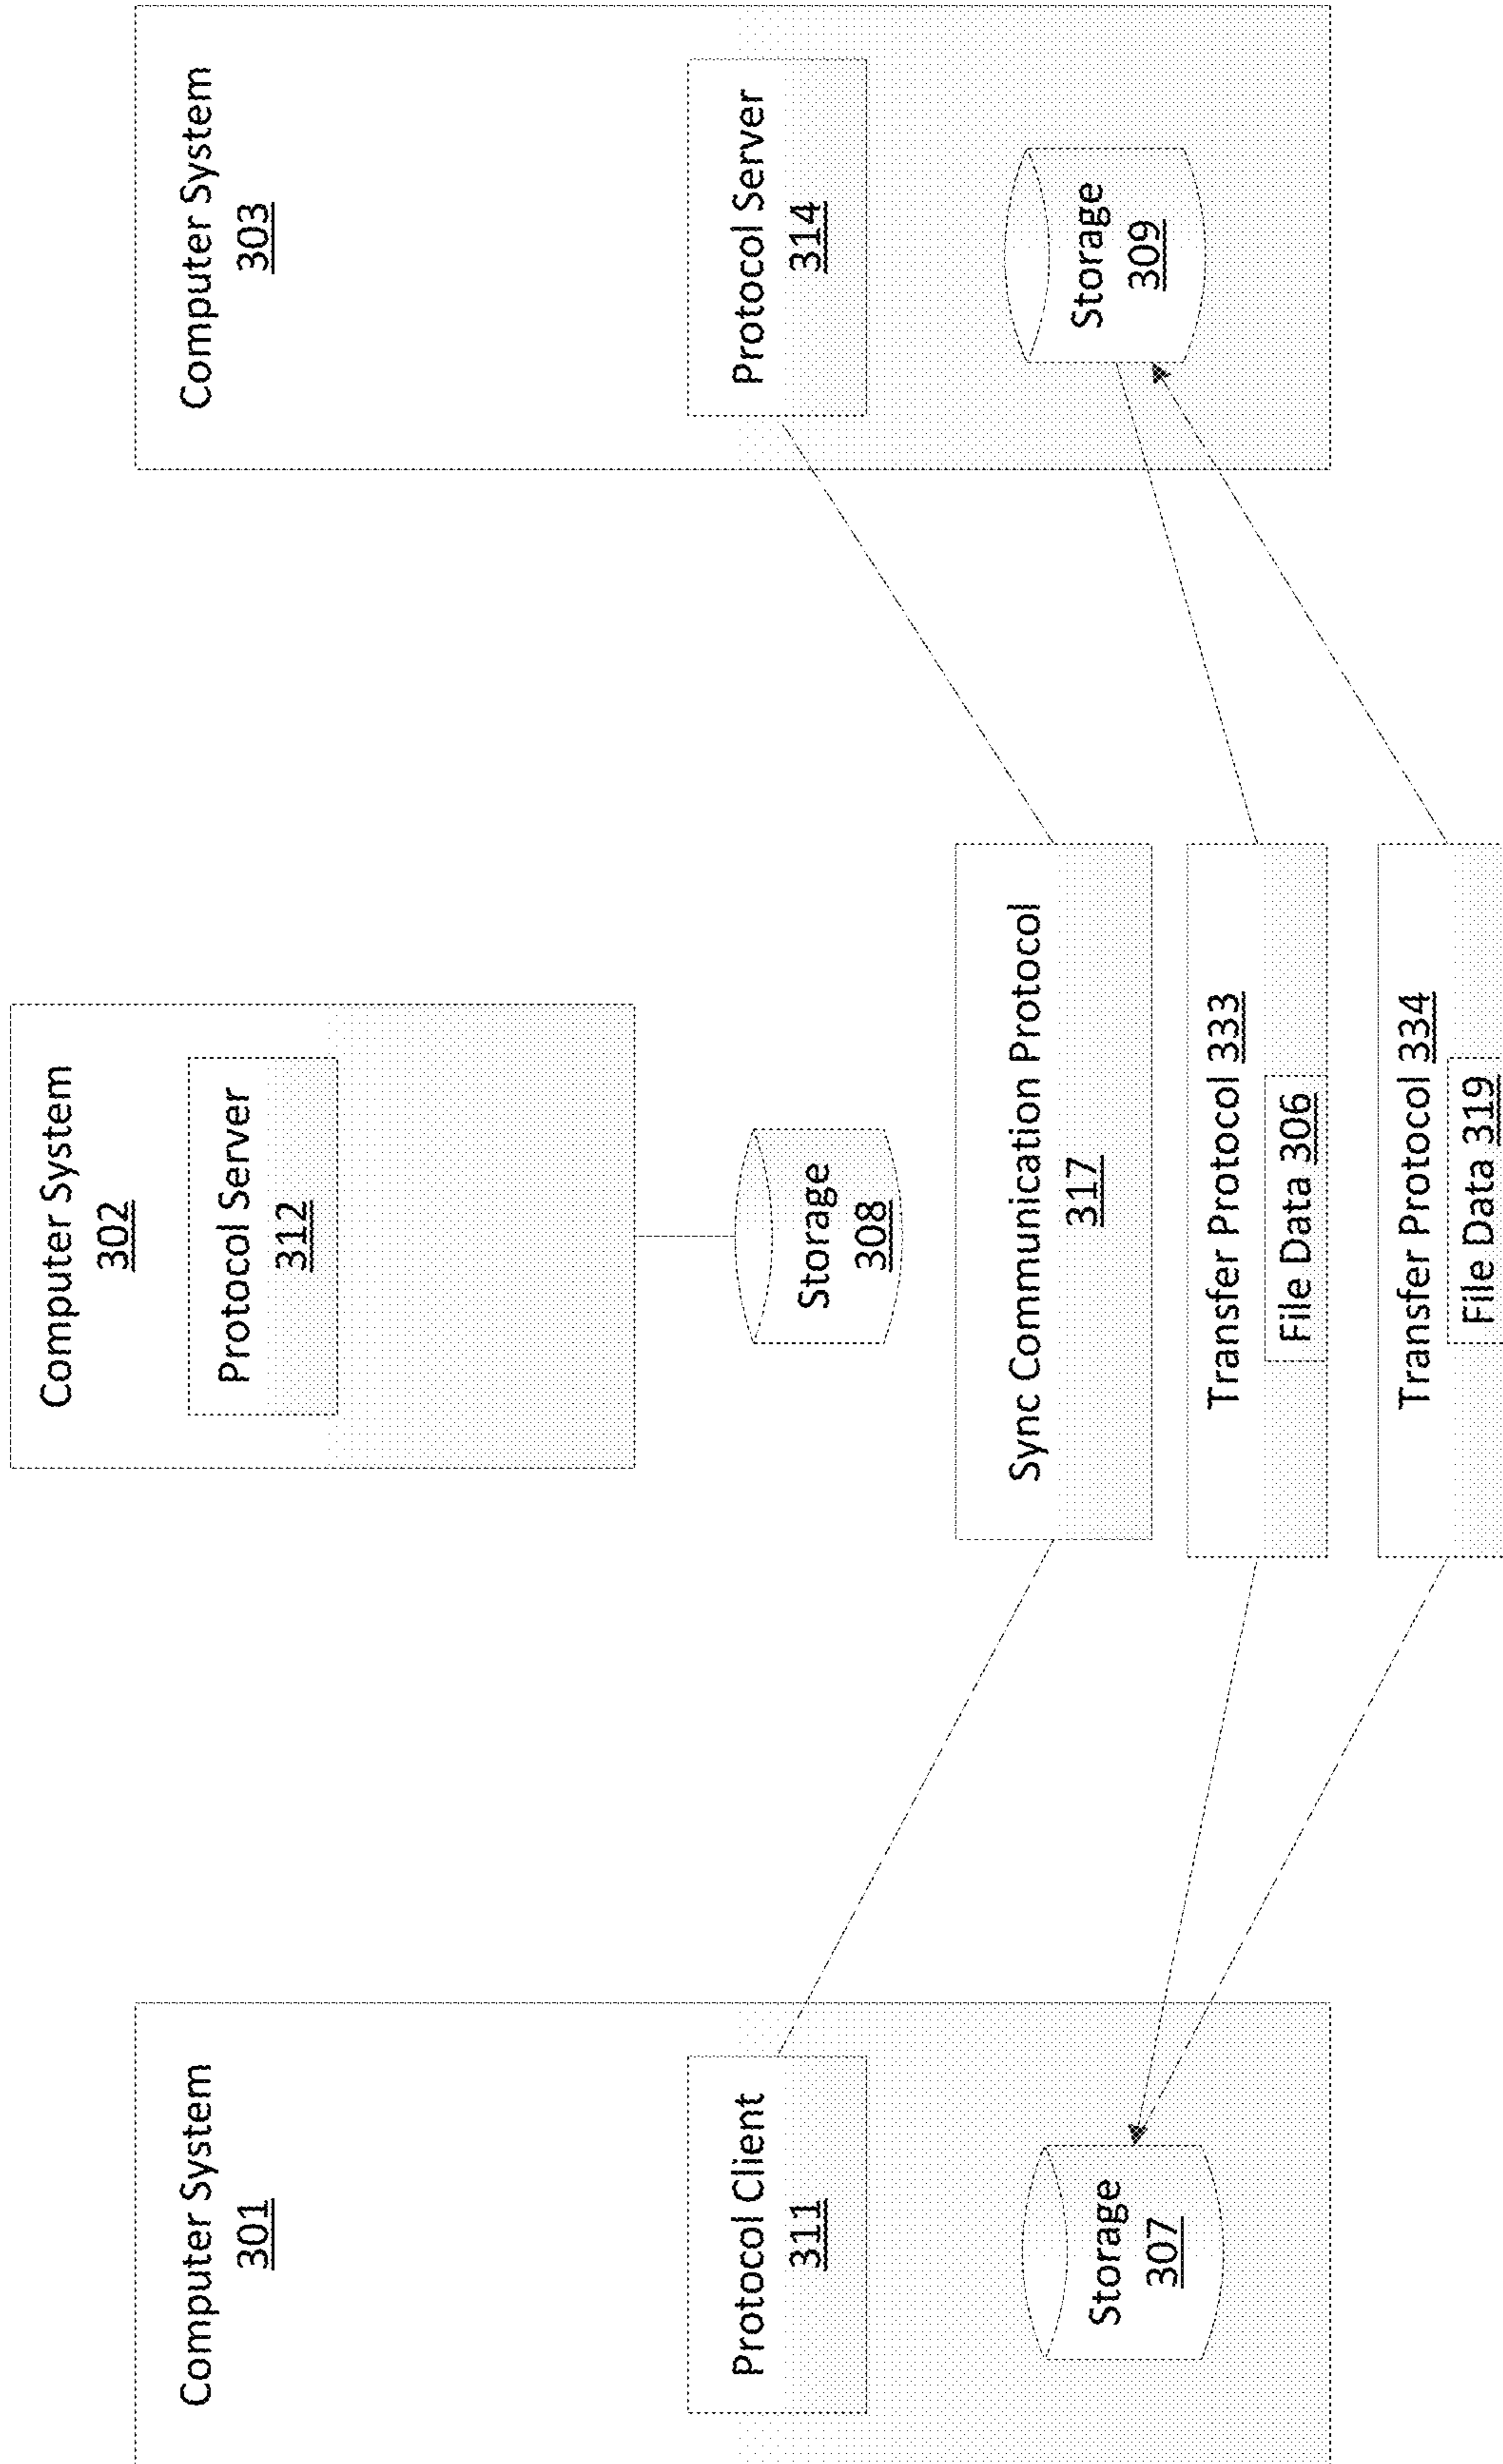 Computer System
301
Protocol Client
311
Storage
307
Computer System
302
Protocol Server
312
Storage
308
Sync Communication Protocol
317
Transfer Protocol 333
File Data 306
Transfer Protocol 334
File Data 319
Computer System
303
Protocol Server
314
Storage
309